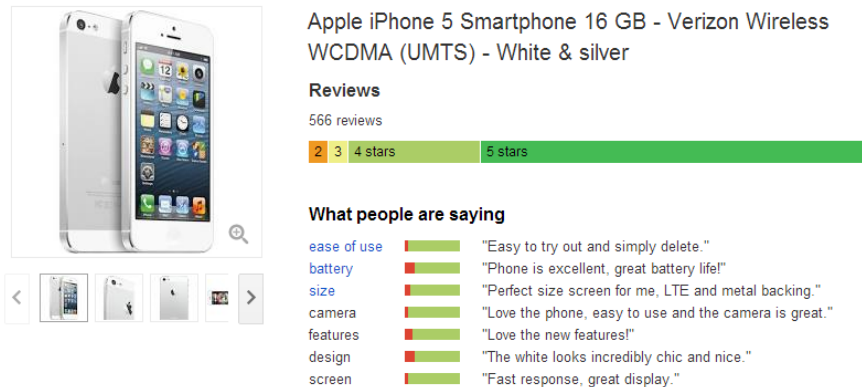 Apple iPhone 5 Smartphone 16 GB - Verizon Wireless
WCDMA (UMTS) - White & silver
Reviews
566 reviews
2 3 4 stars 5 stars
What people are saying
ease of use "Easy to try out and simply delete."
battery "Phone is excellent, great battery life!"
size "Perfect size screen for me, LTE and metal backing."
camera "Love the phone, easy to use and the camera is great."
features "Love the new features!"
design "The white looks incredibly chic and nice."
screen "Fast response, great display."